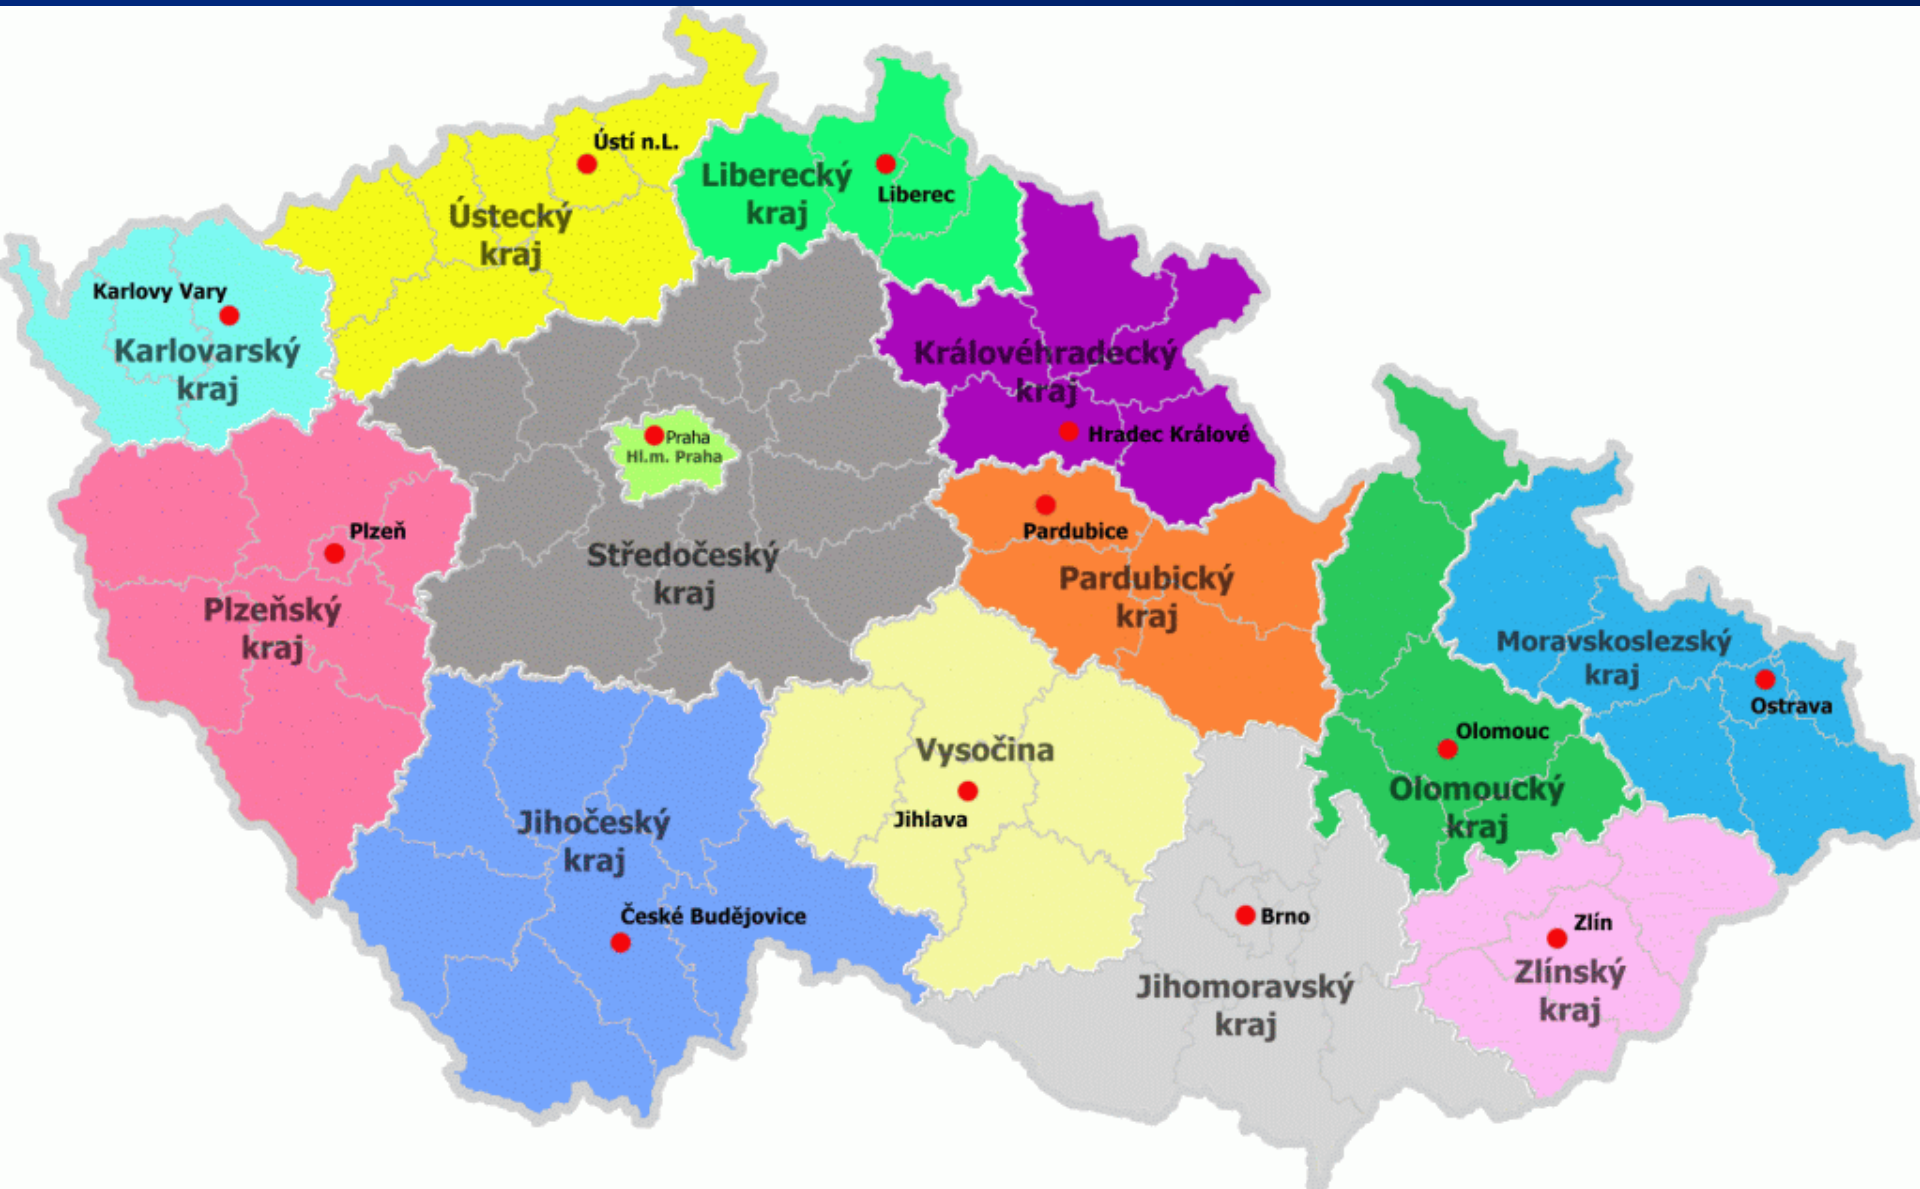 Ústí n.L.
Liberecký
kraj
Liberec
Ústecký
kraj
Karlovy Vary
Karlovarský
kraj
Královéhradecký
kraj
Hradec Králové
Praha
Hl.m. Praha
Plzeň
Plzeňský
kraj
Středočeský
kraj
Pardubice
Pardubický
kraj
Moravskoslezský
kraj
Ostrava
Olomouc
Olomoucký
kraj
Vysočina
Jihlava
Jihočeský
kraj
České Budějovice
Brno
Jihomoravský
kraj
Zlín
Zlínský
kraj